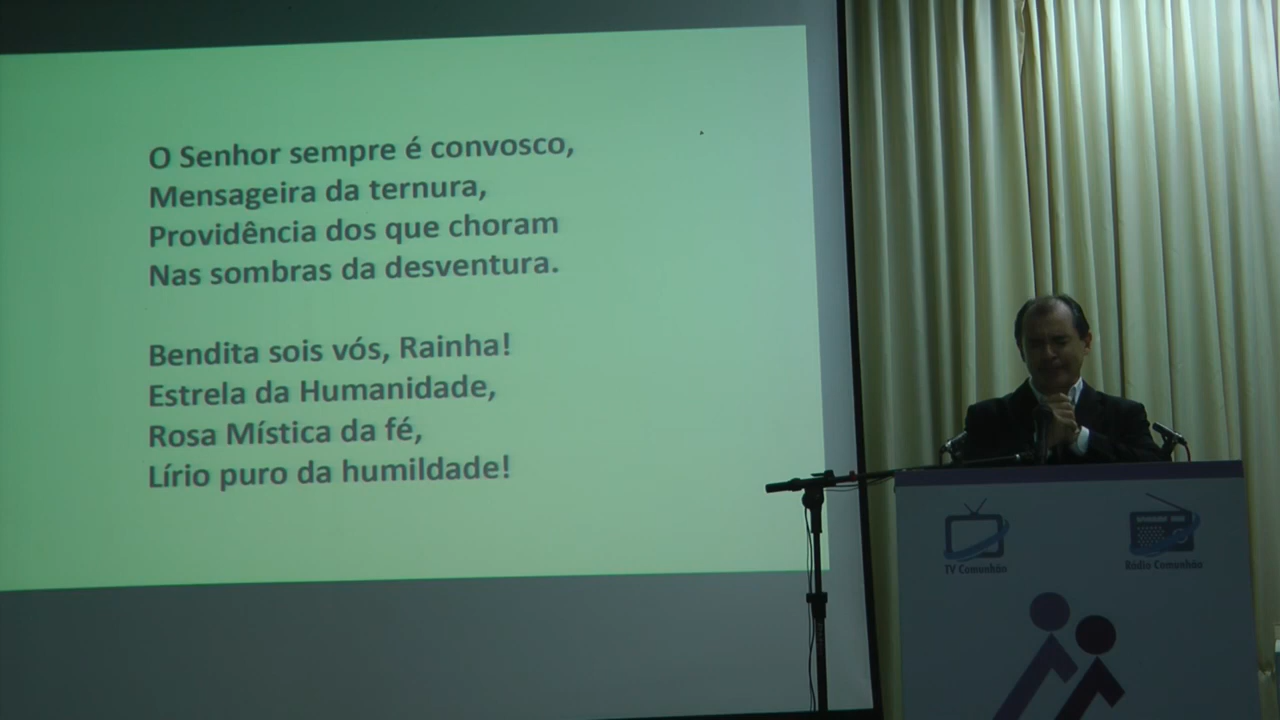 O Senhor sempre é convosco,
Mensageira da ternura,
Providência dos que choram
Nas sombras da desventura.
Bendita sois vós, Rainha!
Estrela da Humanidade,
Rosa Mística da fé,
Lírio puro da humildade!
TV Comunhão
Rádio Comunhão